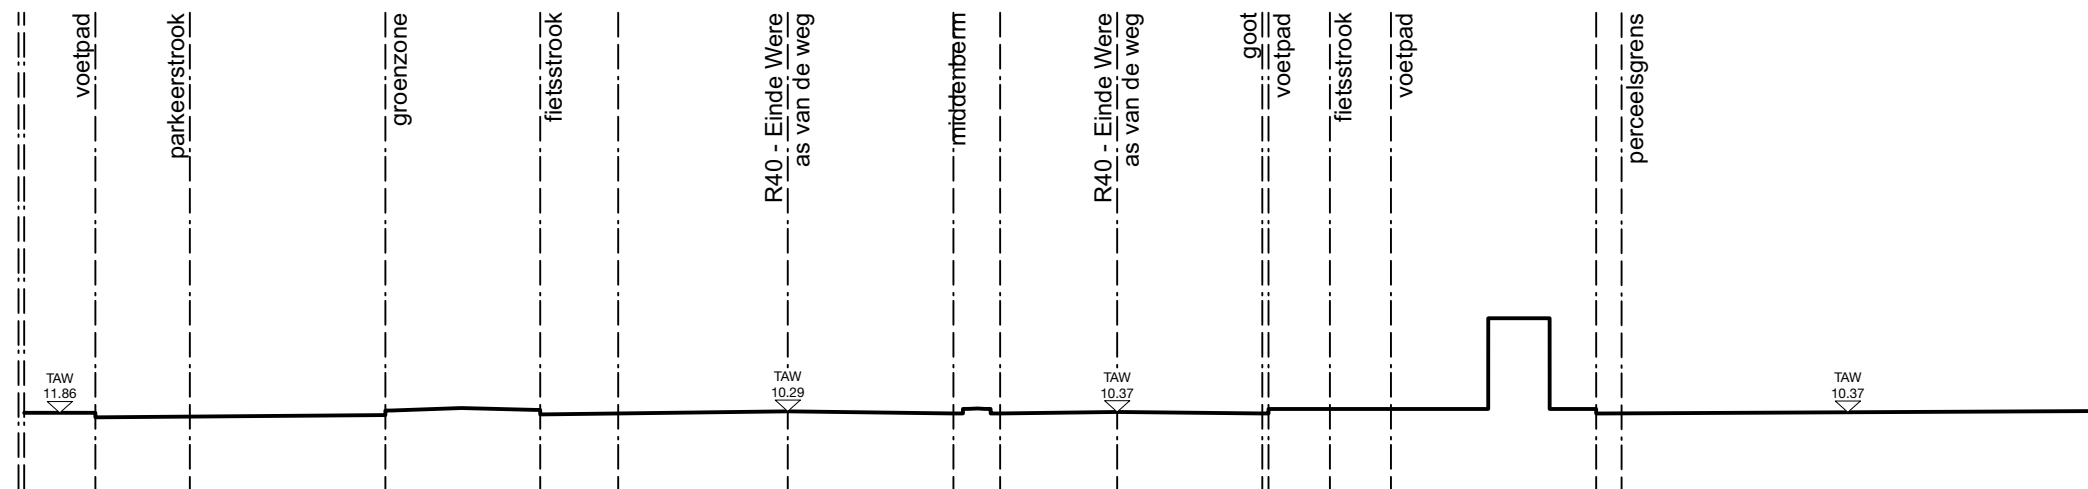 voetpad
parkeerstrook
groenzone
fietsstrook
R40 - Einde Were
as van de weg
middenberm
R40 - Einde Were
as van de weg
goot
voetpad
fietsstrook
voetpad
perceelsgrens
TAW
11.86
TAW
10.29
TAW
10.37
TAW
10.37